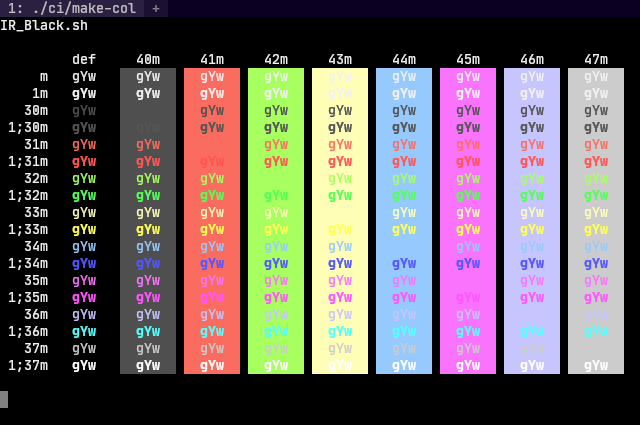 1: ./ci/make-col +
IR_Black.sh
def 40m 41m 42m 43m 44m 45m 46m 47m
m gYw gYw gYw gYw gYw gYw gYw gYw gYw
1m gYw gYw gYw gYw gYw gYw gYw gYw gYw
30m gYw gYw gYw gYw gYw gYw gYw gYw
1;30m gYw gYw gYw gYw gYw gYw gYw gYw gYw
31m gYw gYw gYw gYw gYw gYw gYw gYw
1;31m gYw gYw gYw gYw gYw gYw gYw gYw gYw
32m gYw gYw gYw gYw gYw gYw gYw gYw
1;32m gYw gYw gYw gYw gYw gYw gYw gYw gYw
33m gYw gYw gYw gYw gYw gYw gYw gYw
1;33m gYw gYw gYw gYw gYw gYw gYw gYw gYw
34m gYw gYw gYw gYw gYw gYw gYw gYw
1;34m gYw gYw gYw gYw gYw gYw gYw gYw gYw
35m gYw gYw gYw gYw gYw gYw gYw gYw
1;35m gYw gYw gYw gYw gYw gYw gYw gYw gYw
36m gYw gYw gYw gYw gYw gYw gYw gYw
1;36m gYw gYw gYw gYw gYw gYw gYw gYw gYw
37m gYw gYw gYw gYw gYw gYw gYw gYw
1;37m gYw gYw gYw gYw gYw gYw gYw gYw gYw